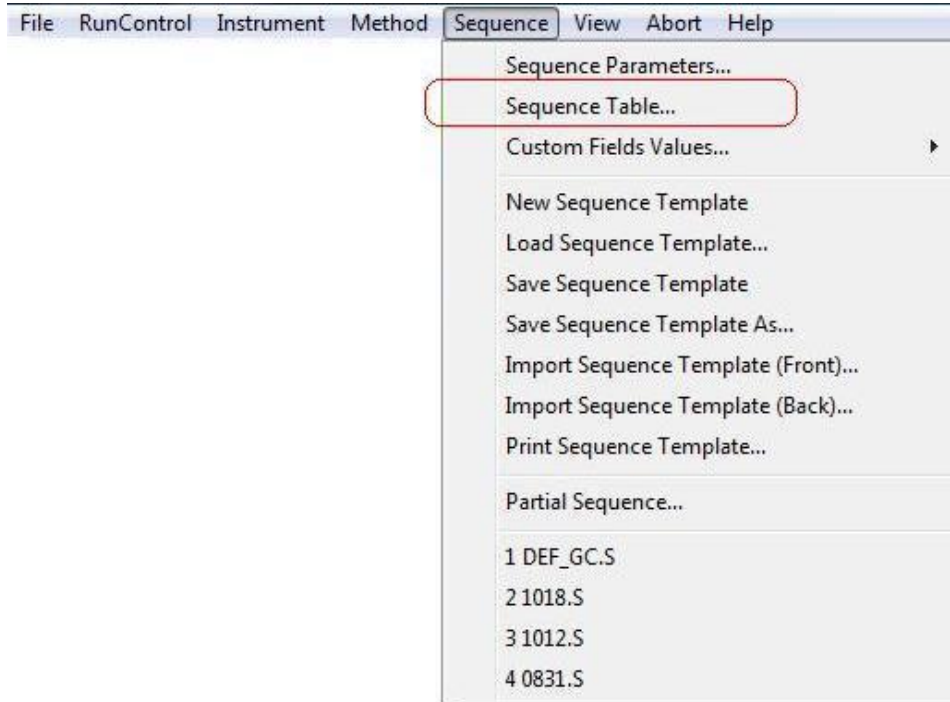 File RunControl Instrument Method Sequence View Abort Help
Sequence Parameters...
Sequence Table...
Custom Fields Values...
New Sequence Template
Load Sequence Template...
Save Sequence Template
Save Sequence Template As...
Import Sequence Template (Front)...
Import Sequence Template (Back)...
Print Sequence Template...
Partial Sequence...
1 DEF_GC.S
2 1018.S
3 1012.S
4 0831.S